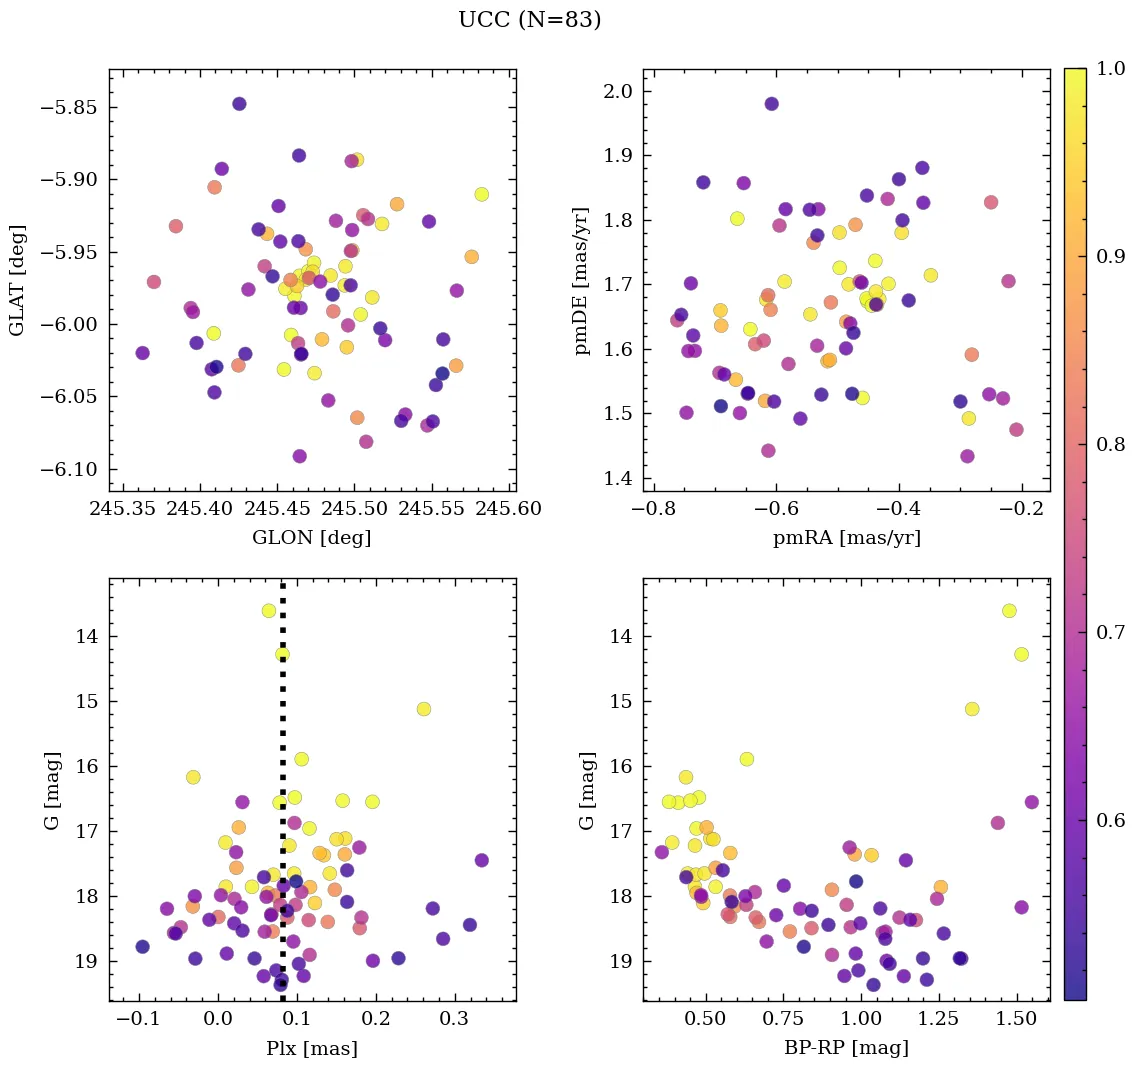 UCC (N=83)
−5.85
−5.90
−5.95
−6.00
−6.05
−6.10
GLAT [deg]
245.35 245.40 245.45 245.50 245.55 245.60
GLON [deg]
2.0
1.9
1.8
1.7
1.6
1.5
1.4
pmDE [mas/yr]
−0.8 −0.6 −0.4 −0.2
pmRA [mas/yr]
14
15
16
17
18
19
G [mag]
−0.1 0.0 0.1 0.2 0.3
Plx [mas]
14
15
16
17
18
19
G [mag]
0.50 0.75 1.00 1.25 1.50
BP-RP [mag]
1.0
0.9
0.8
0.7
0.6